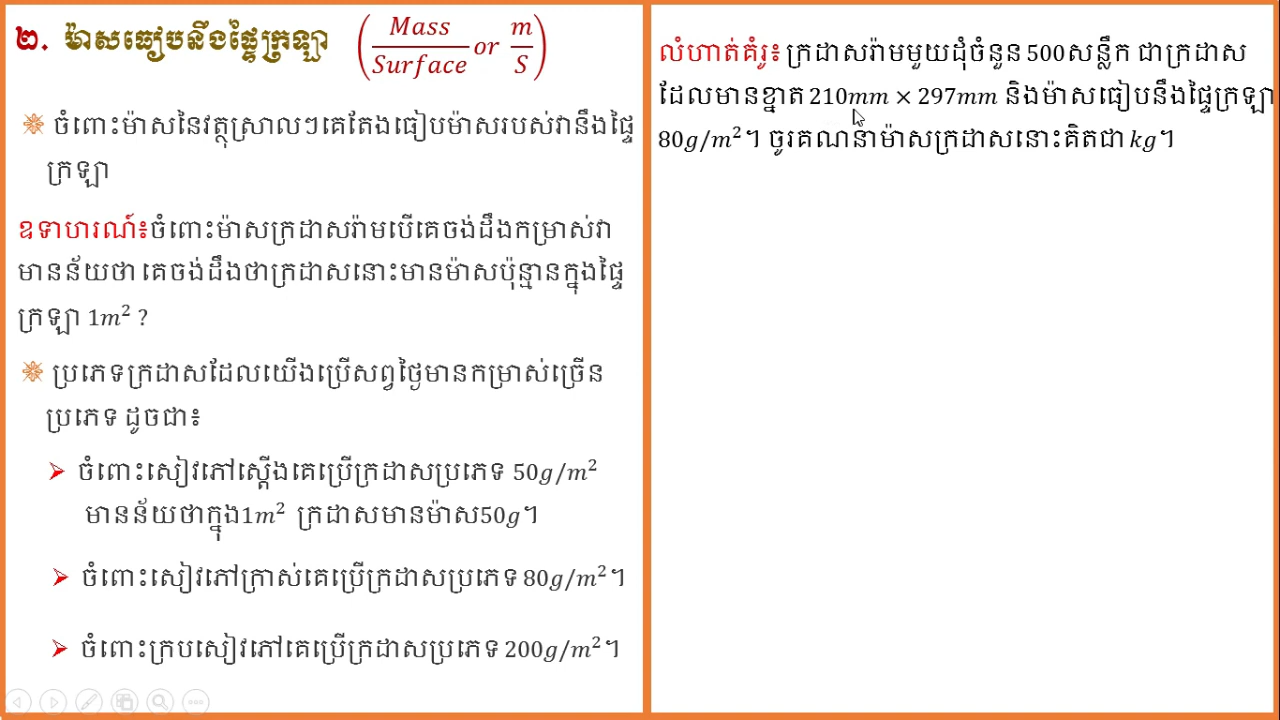 ២. ម៉ាសធៀបនឹងផ្ទៃក្រឡា (Mass/Surface or m/S)
ចំពោះម៉ាសនៃវត្ថុស្រាលៗគេតែងធៀបម៉ាសរបស់វានឹងផ្ទៃ
ក្រឡា
ឧទាហរណ៍៖ចំពោះម៉ាសក្រដាសរ៉ាមបើគេចង់ដឹងកម្រាស់វា
មានន័យថា គេចង់ដឹងថាក្រដាសនោះមានម៉ាសប៉ុន្មានក្នុងផ្ទៃ
ក្រឡា 1m² ?
ប្រភេទក្រដាសដែលយើងប្រើសព្វថ្ងៃមានកម្រាស់ច្រើន
ប្រភេទ ដូចជា៖
ចំពោះសៀវភៅស្តើងគេប្រើក្រដាសប្រភេទ 50g/m²
មានន័យថាក្នុង1m² ក្រដាសមានម៉ាស50g។
ចំពោះសៀវភៅក្រាស់គេប្រើក្រដាសប្រភេទ 80g/m²។
ចំពោះក្របសៀវភៅគេប្រើក្រដាសប្រភេទ 200g/m²។
លំហាត់គំរូ៖ ក្រដាសរ៉ាមមួយដុំចំនួន 500សន្លឹក ជាក្រដាស
ដែលមានខ្នាត 210mm × 297mm និងម៉ាសធៀបនឹងផ្ទៃក្រឡា
80g/m²។ ចូរគណនាម៉ាសក្រដាសនោះគិតជា kg។